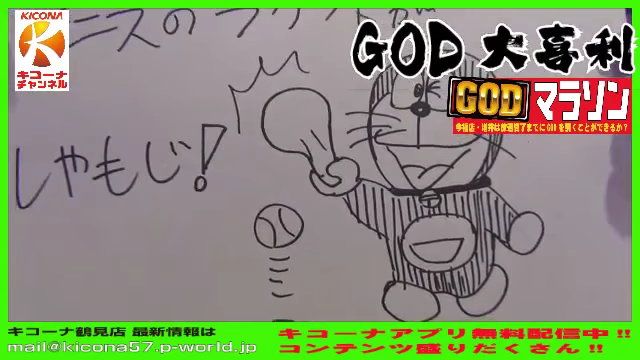 KICONA
キコーナ
チャンネル
GOD 大喜利
GOD マラソン
ニスのラケットが
しゃもじ!
キコーナ鶴見店 最新情報は
mail@kicona57.p-world.jp
キコーナアプリ無料配信中!!
コンテンツ盛りだくさん!!